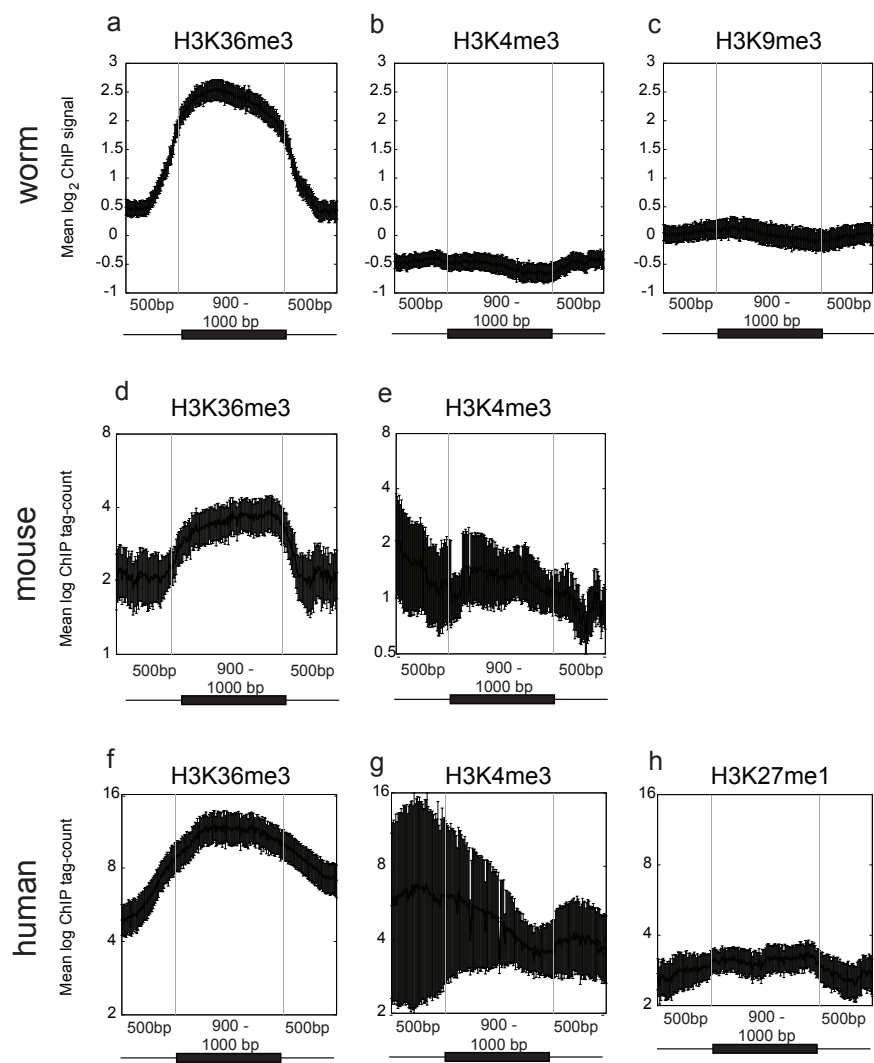 a
H3K36me3
b
H3K4me3
c
H3K9me3
worm
Mean log2 ChIP signal
3
2.5
2
1.5
1
0.5
0
-0.5
-1
500bp
900 -
1000 bp
500bp
3
2.5
2
1.5
1
0.5
0
-0.5
-1
500bp
900 -
1000 bp
500bp
3
2.5
2
1.5
1
0.5
0
-0.5
-1
500bp
900 -
1000 bp
500bp
d
H3K36me3
e
H3K4me3
mouse
Mean log ChIP tag-count
8
4
2
1
500bp
900 -
1000 bp
500bp
8
4
2
1
0.5
500bp
900 -
1000 bp
500bp
f
H3K36me3
g
H3K4me3
h
H3K27me1
human
Mean log ChIP tag-count
16
8
4
2
500bp
900 -
1000 bp
500bp
16
8
4
2
500bp
900 -
1000 bp
500bp
16
8
4
2
500bp
900 -
1000 bp
500bp